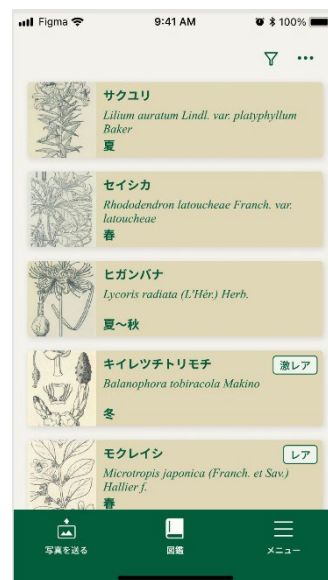 Figma
9:41 AM
100%
サクユリ
Lilium auratum Lindl. var. platyphyllum
Baker
夏
セイシカ
Rhododendron latoucheae Franch. var.
latoucheae
春
ヒガンバナ
Lycoris radiata (L'Hér.) Herb.
夏〜秋
キイレツチトリモチ
激レア
Balanophora tobiracola Makino
冬
モクレイシ
レア
Microtropis japonica (Franch. et Sav.)
Hallier f.
春
写真を送る
図鑑
メニュー